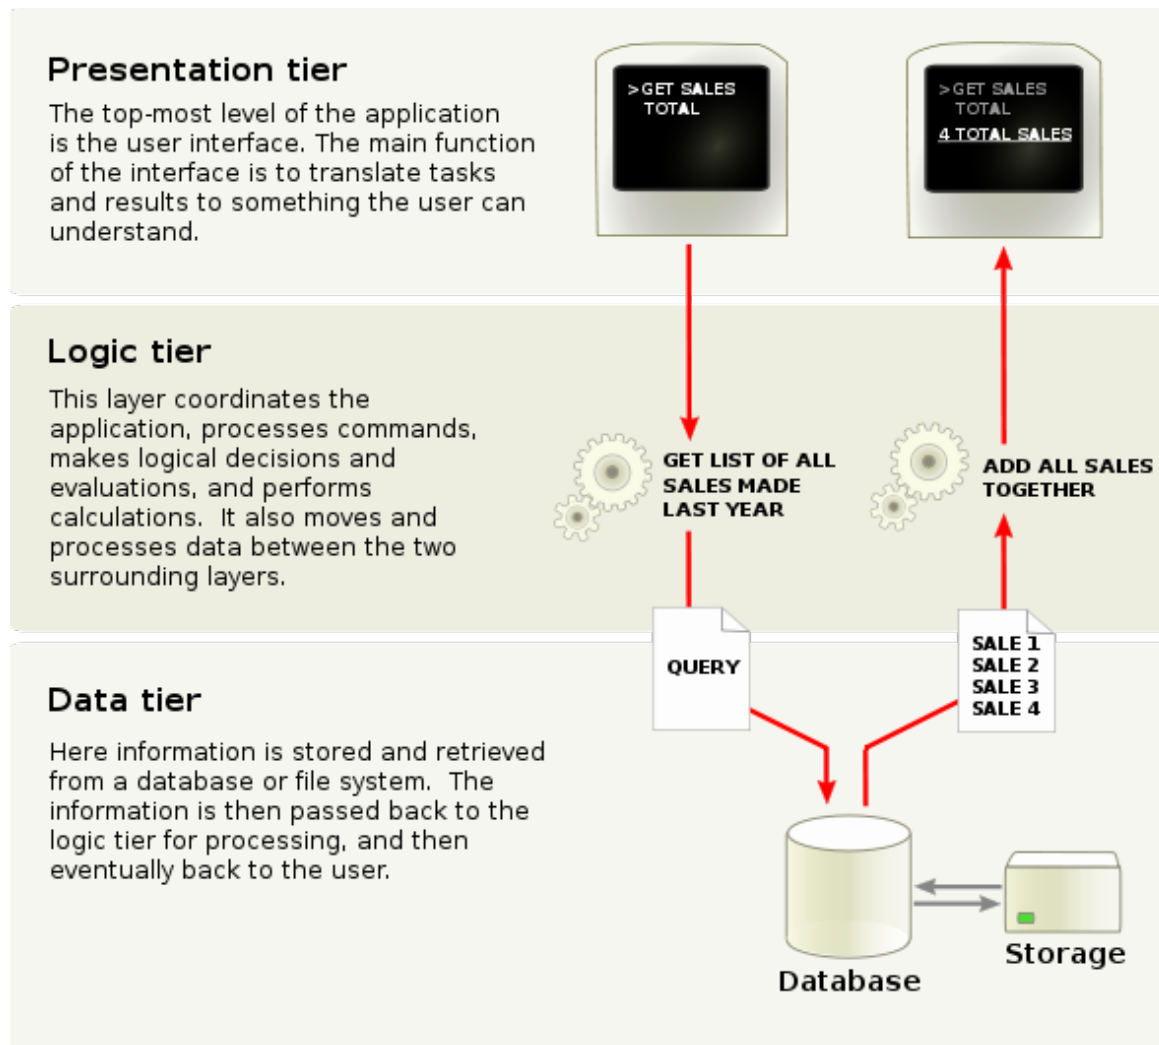 Presentation tier
The top-most level of the application
is the user interface. The main function
of the interface is to translate tasks
and results to something the user can
understand.
>GET SALES
TOTAL
>GET SALES
TOTAL
4 TOTAL SALES
Logic tier
This layer coordinates the
application, processes commands,
makes logical decisions and
evaluations, and performs
calculations.  It also moves and
processes data between the two
surrounding layers.
GET LIST OF ALL
SALES MADE
LAST YEAR
ADD ALL SALES
TOGETHER
QUERY
SALE 1
SALE 2
SALE 3
SALE 4
Data tier
Here information is stored and retrieved
from a database or file system.  The
information is then passed back to the
logic tier for processing, and then
eventually back to the user.
Database
Storage